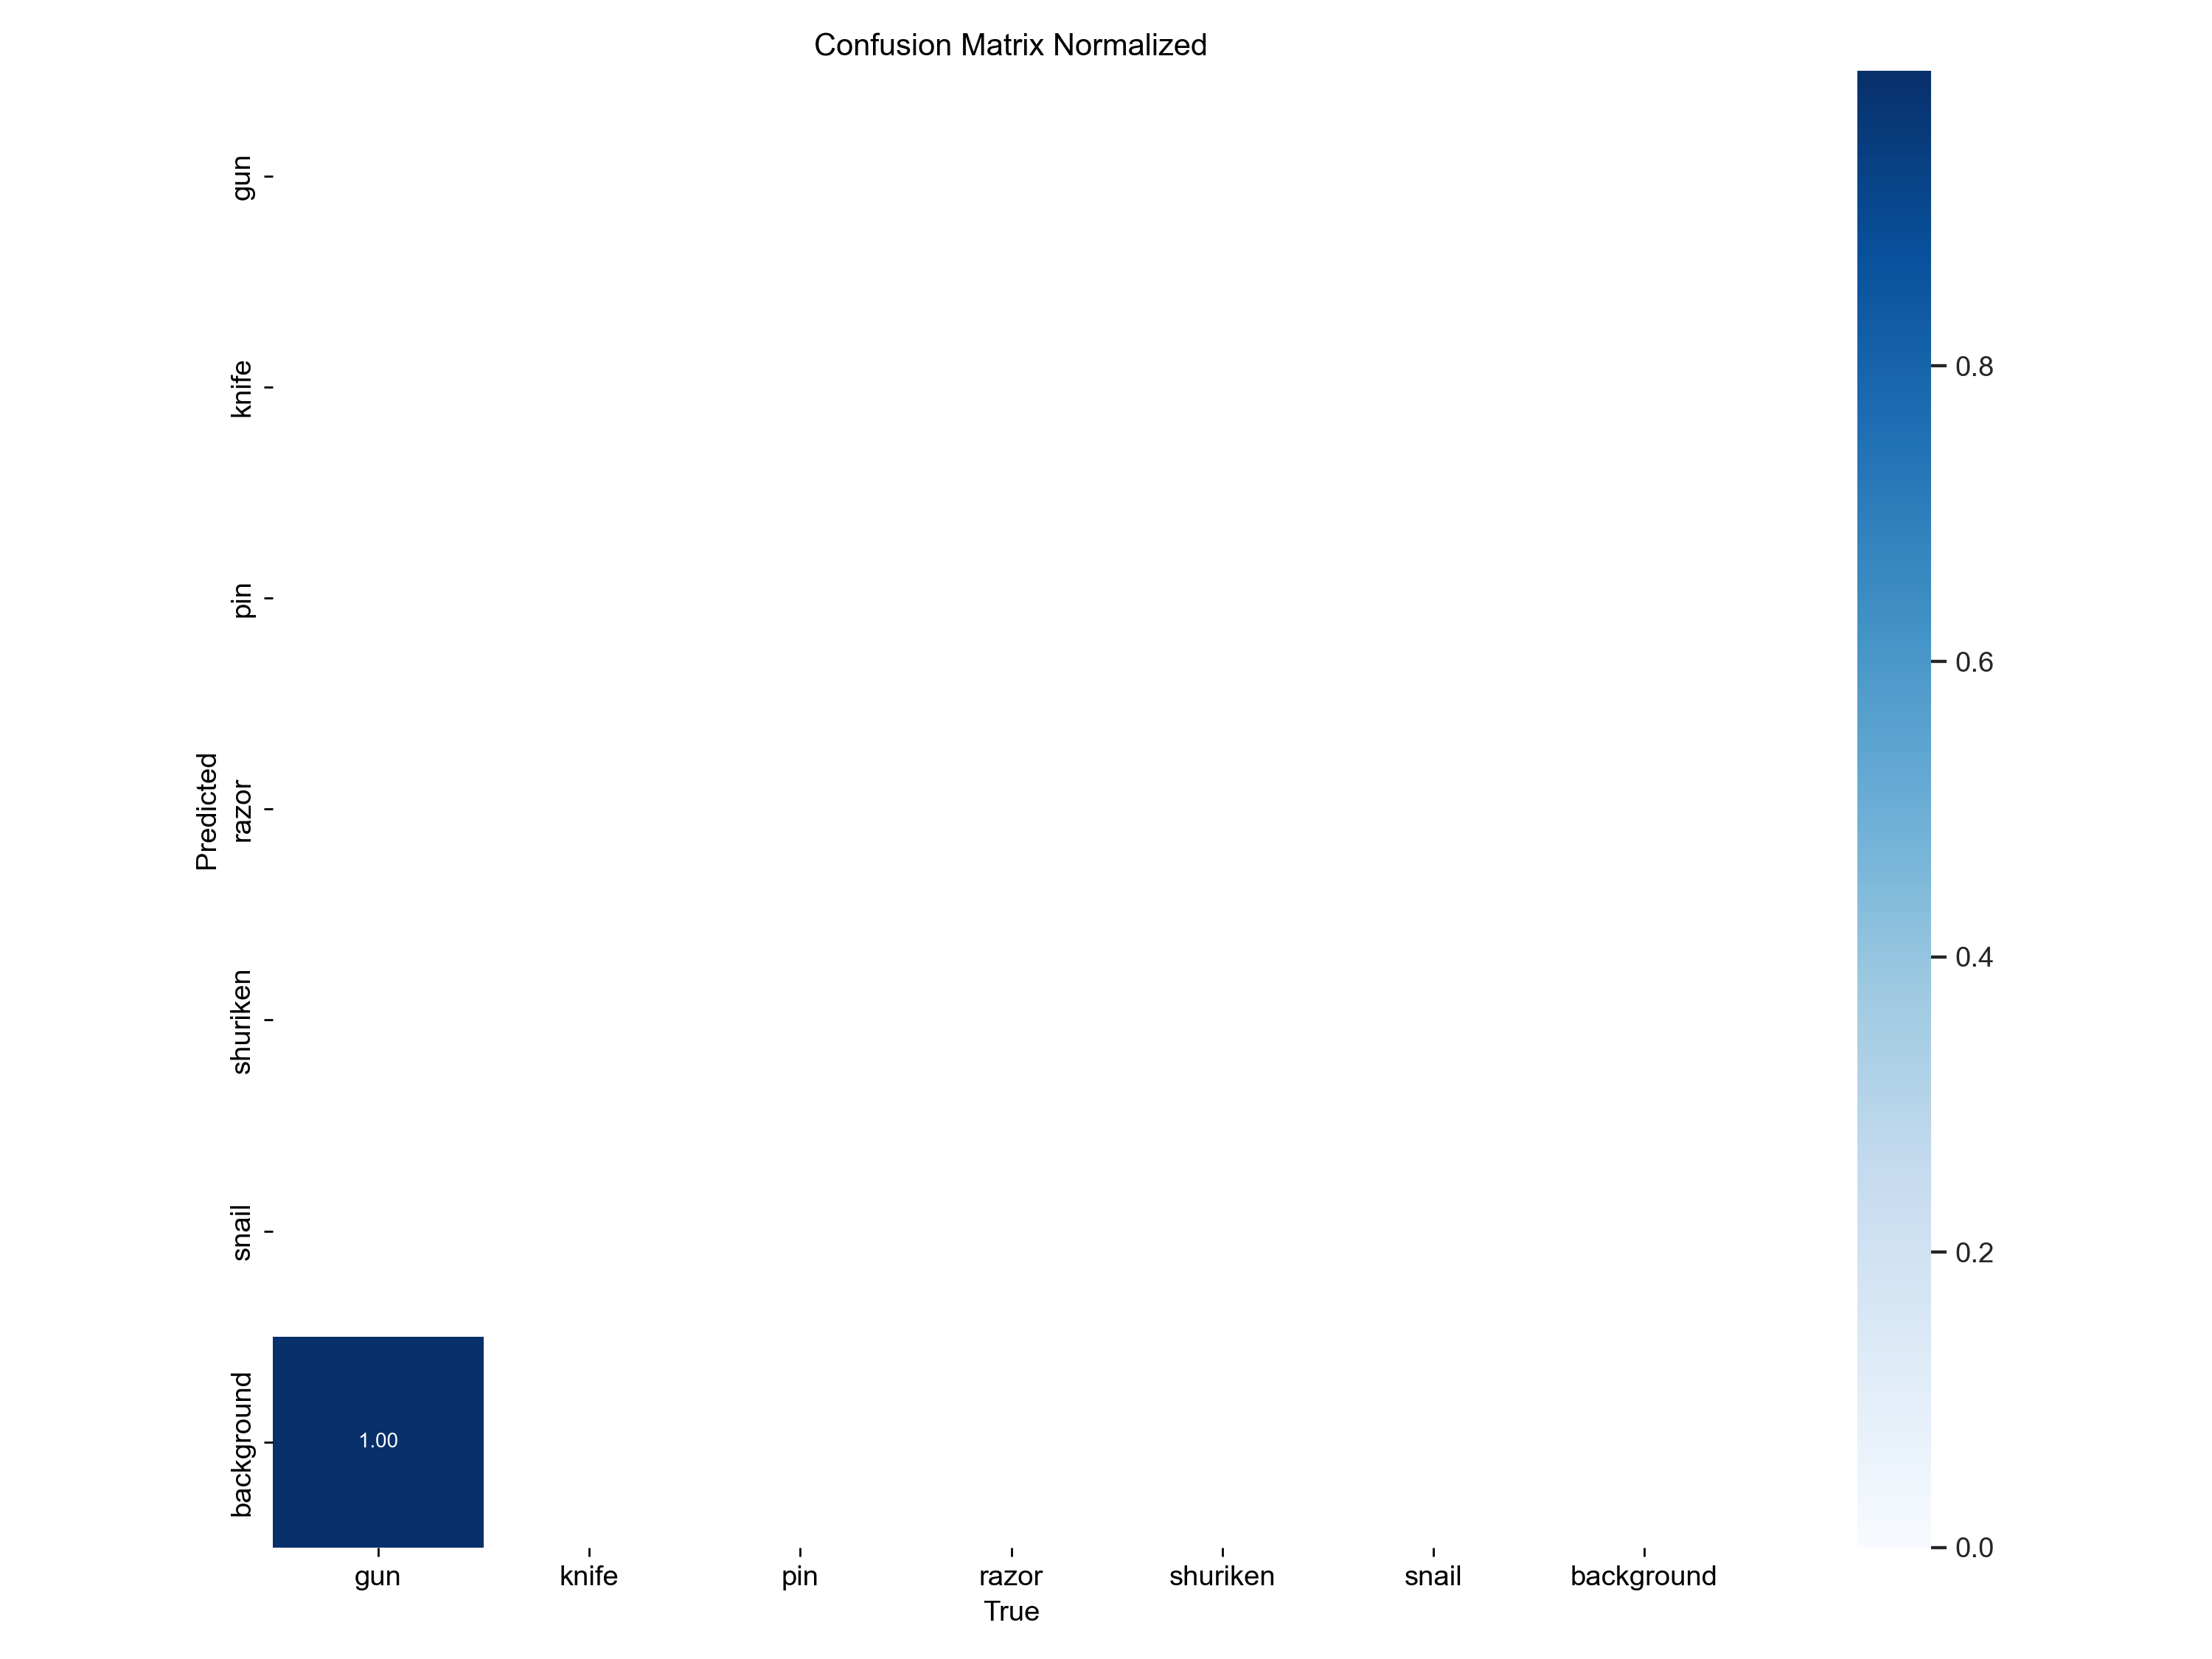 Confusion Matrix Normalized
Predicted
gun
knife
pin
razor
shuriken
snail
background
1.00
gun knife pin razor shuriken snail background
True
0.8
0.6
0.4
0.2
0.0